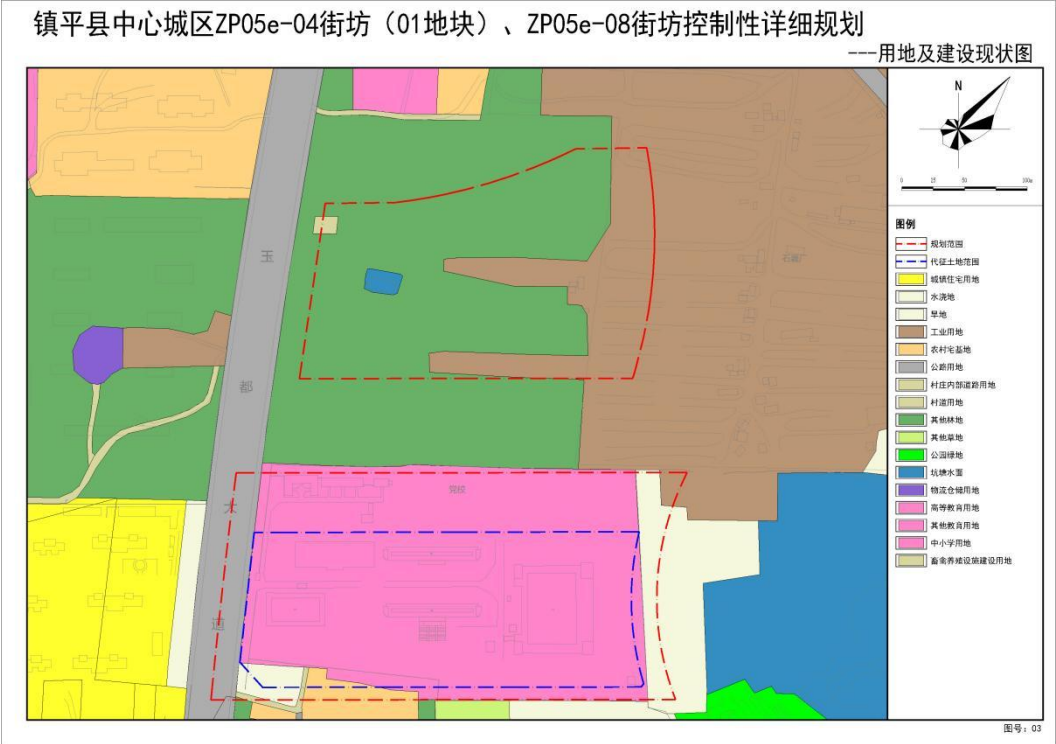 镇平县中心城区ZP05e-04街坊（01地块）、ZP05e-08街坊控制性详细规划
---用地及建设现状图
N
0 25 50 100m
图例
规划范围
代征土地范围
城镇住宅用地
水浇地
旱地
工业用地
农村宅基地
公路用地
村庄内部道路用地
村道用地
其他林地
其他草地
公园绿地
坑塘水面
物流仓储用地
高等教育用地
其他教育用地
中小学用地
畜禽养殖设施建设用地
玉
都
大
道
党校
图号：03